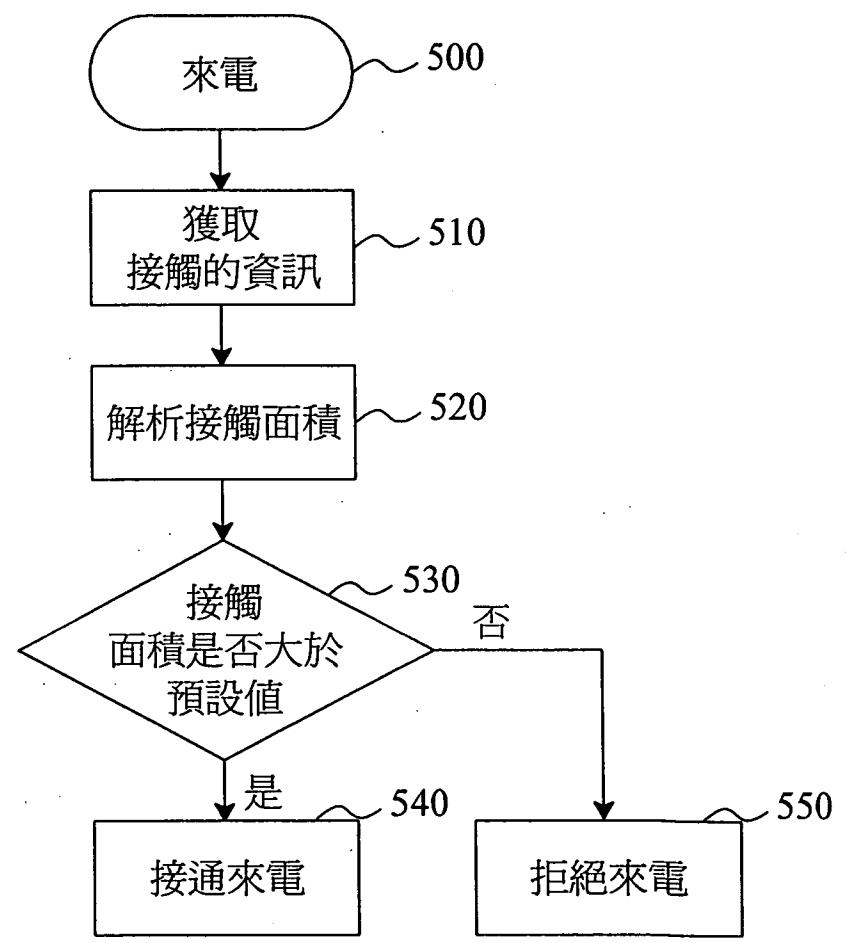 來電
500
獲取
接觸的資訊
510
解析接觸面積
520
接觸
面積是否大於
預設値
530
否
是
接通來電
540
拒絕來電
550